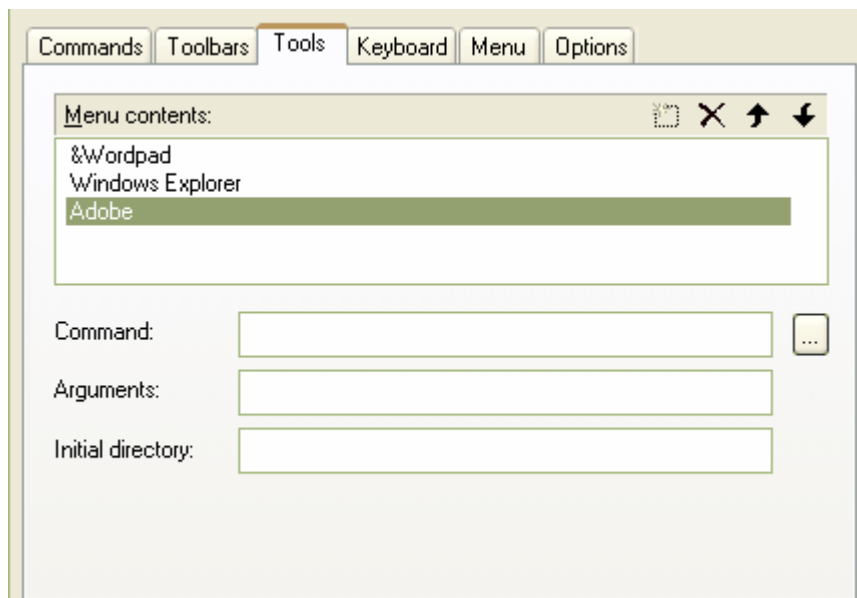 Commands Toolbars Tools Keyboard Menu Options
Menu contents:
&Wordpad
Windows Explorer
Adobe
Command:
...
Arguments:
Initial directory: